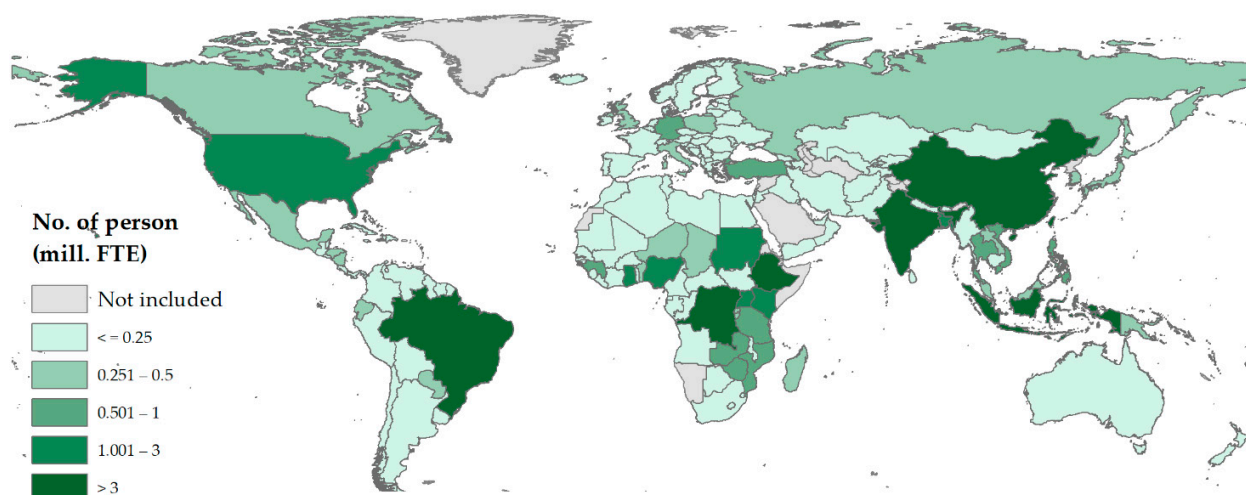 No. of person
(mill. FTE)
Not included
< = 0.25
0.251 – 0.5
0.501 – 1
1.001 – 3
> 3